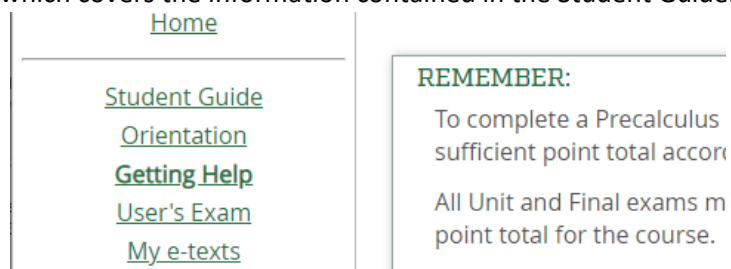 which covers the information contained in the Student Guide
Home
Student Guide
Orientation
Getting Help
User's Exam
My e-texts
REMEMBER:
To complete a Precalculus
sufficient point total accor
All Unit and Final exams m
point total for the course.